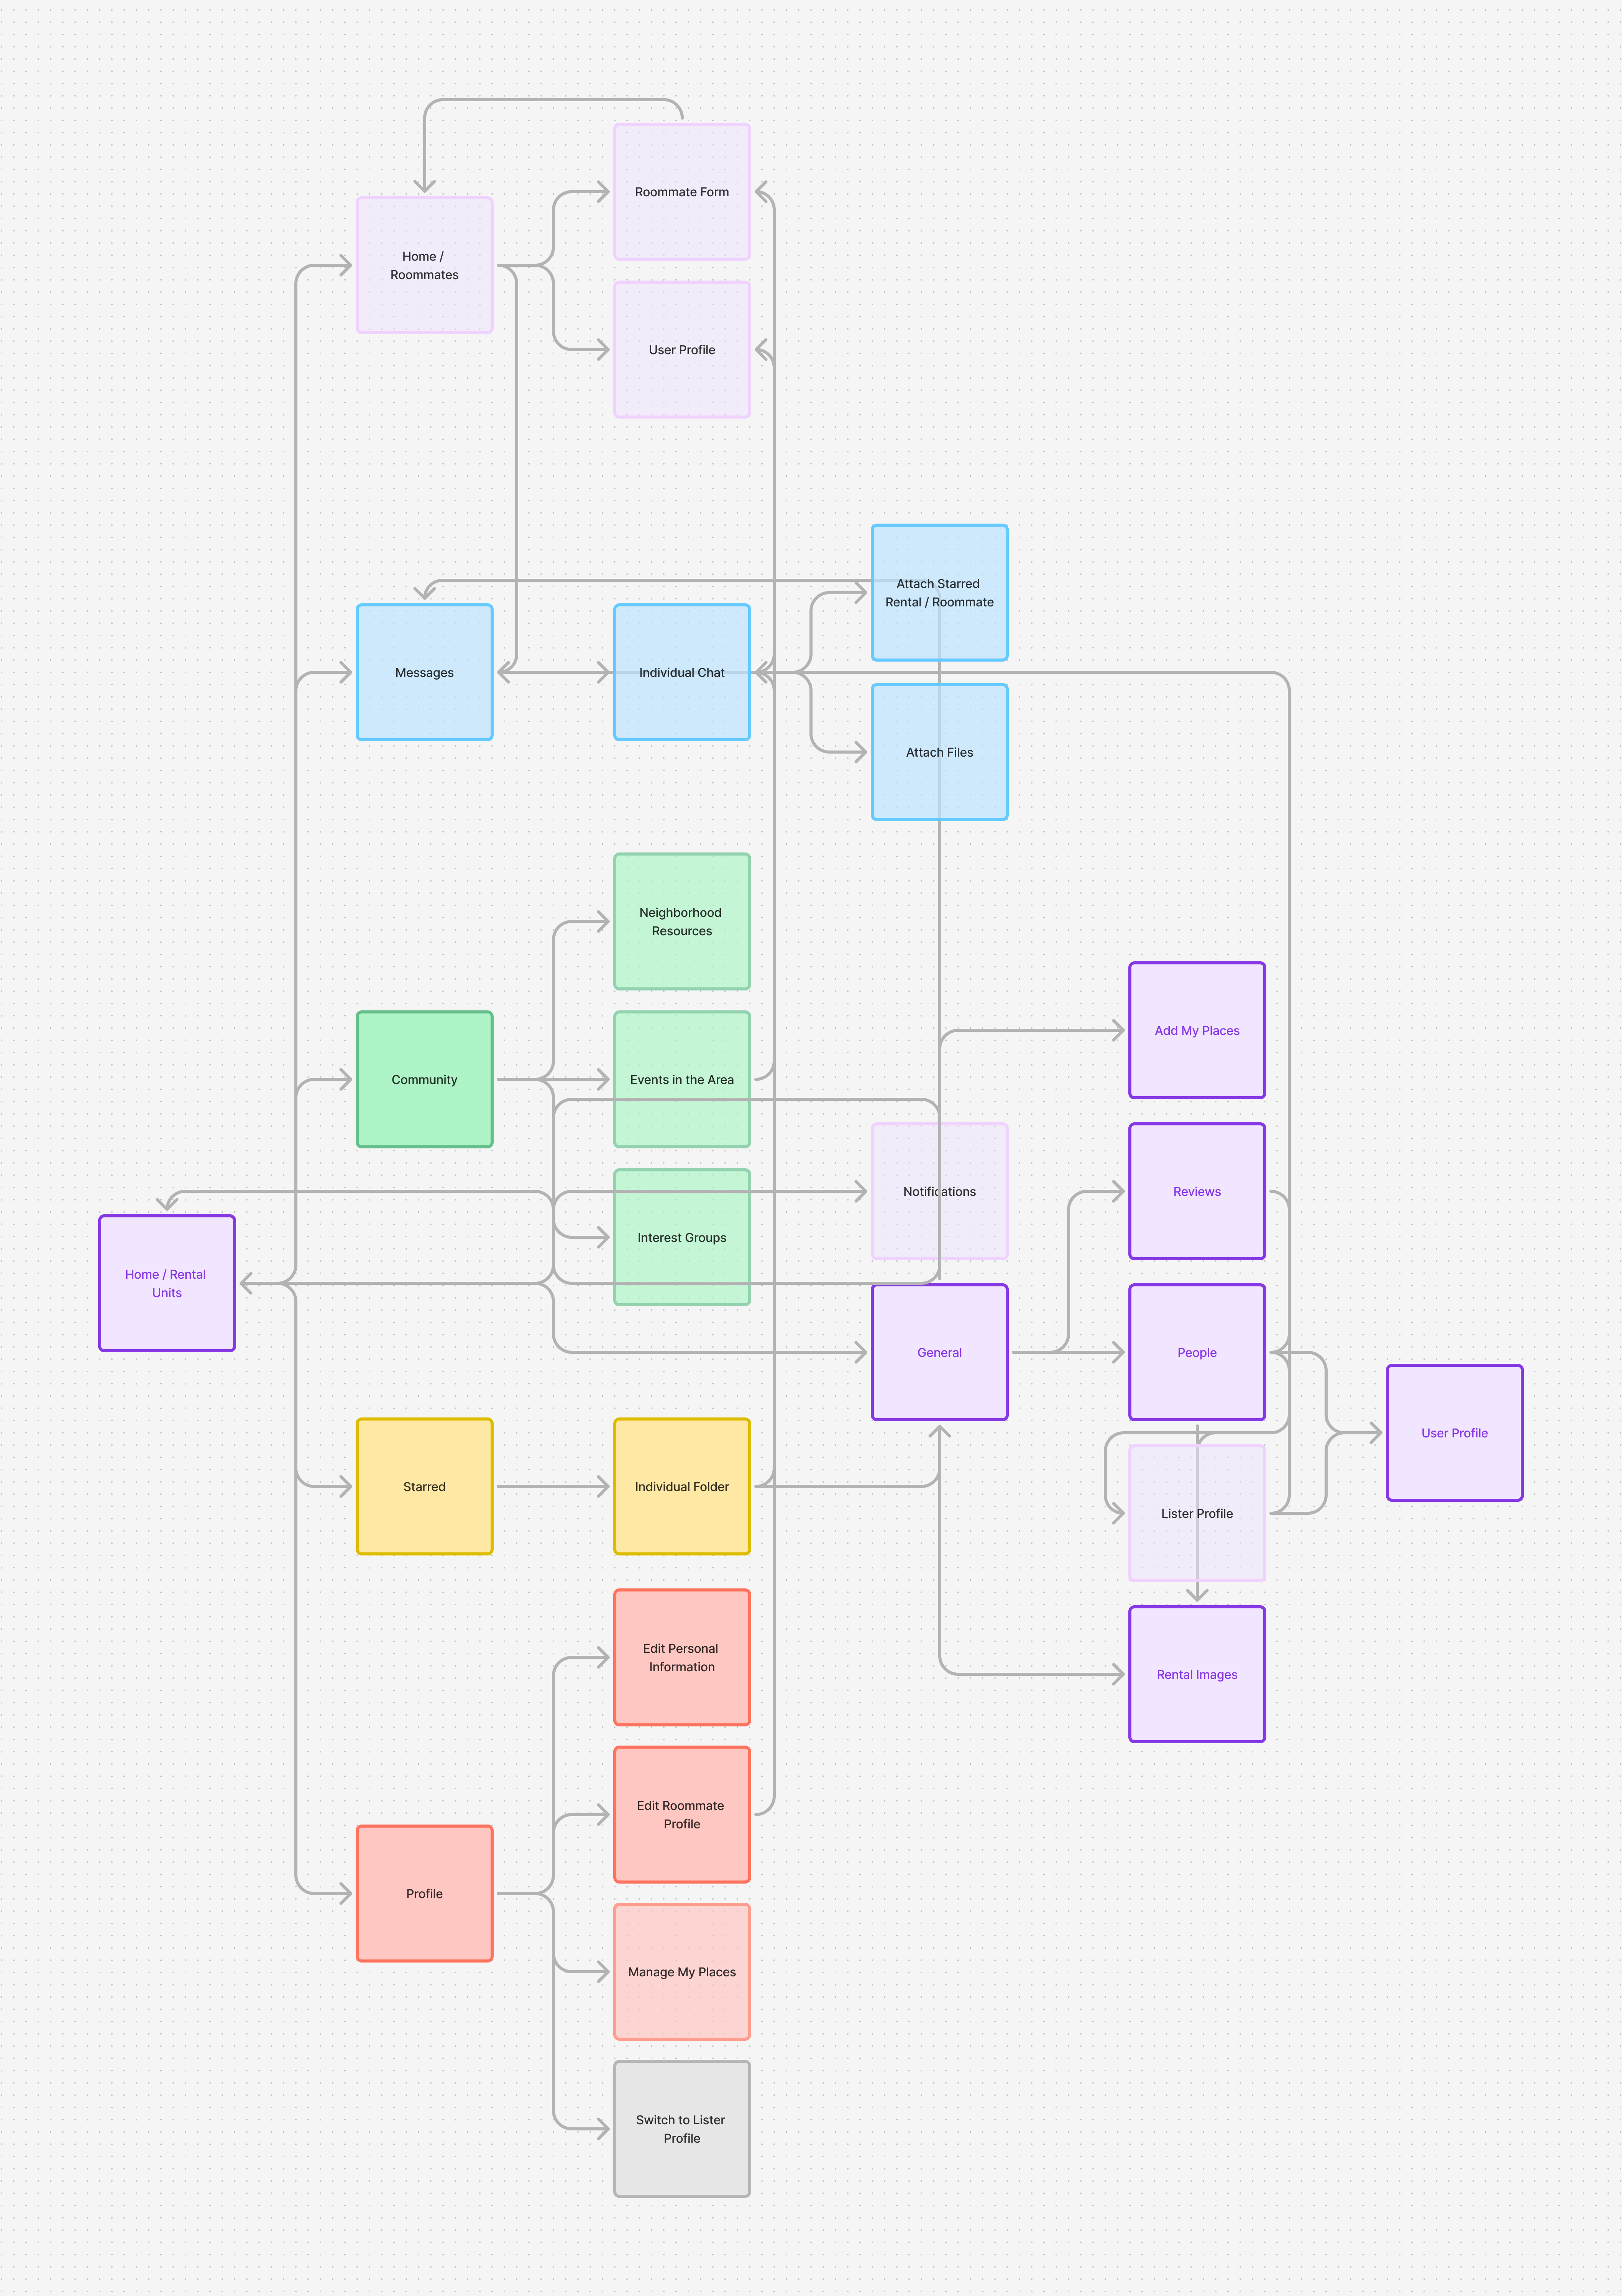 Roommate Form
Home /
Roommates
User Profile
Attach Starred
Rental / Roommate
Messages
Individual Chat
Attach Files
Neighborhood
Resources
Add My Places
Community
Events in the Area
Notifications
Reviews
Interest Groups
Home / Rental
Units
General
People
User Profile
Starred
Individual Folder
Lister Profile
Edit Personal
Information
Rental Images
Edit Roommate
Profile
Profile
Manage My Places
Switch to Lister
Profile